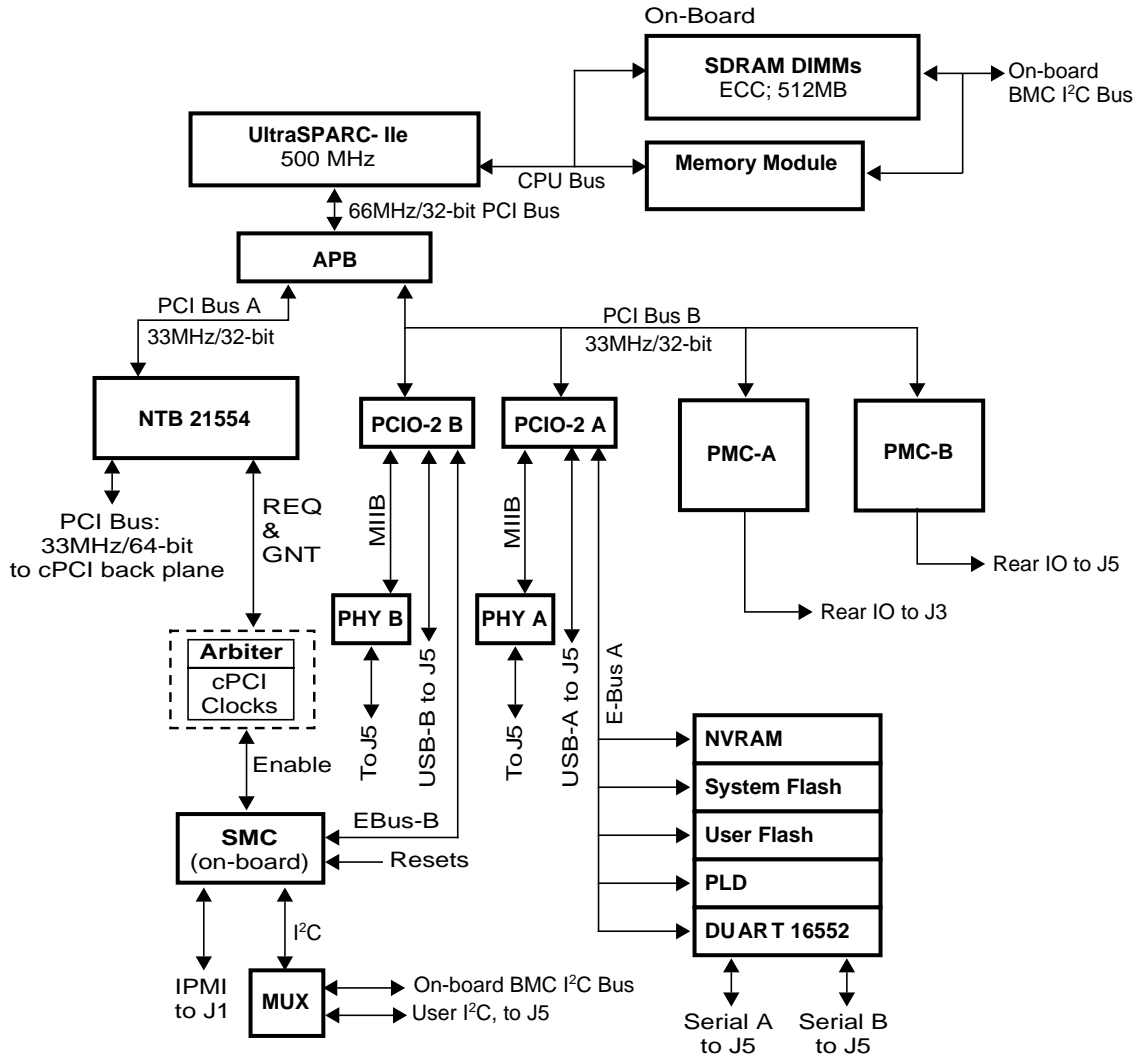 On-Board
SDRAM DIMMs
ECC; 512MB
On-board
BMC I²C Bus
UltraSPARC- IIe
500 MHz
CPU Bus
Memory Module
66MHz/32-bit PCI Bus
APB
PCI Bus A
33MHz/32-bit
PCI Bus B
33MHz/32-bit
NTB 21554
PCIO-2 B
PCIO-2 A
PMC-A
PMC-B
PCI Bus:
33MHz/64-bit
to cPCI back plane
REQ
&
GNT
MIIB
MIIB
Rear IO to J5
Rear IO to J3
PHY B
PHY A
Arbiter
cPCI
Clocks
To J5
USB-B to J5
To J5
USB-A to J5
E-Bus A
Enable
NVRAM
System Flash
User Flash
PLD
DUART 16552
SMC
(on-board)
EBus-B
Resets
I²C
IPMI
to J1
MUX
On-board BMC I²C Bus
User I²C, to J5
Serial A
to J5
Serial B
to J5